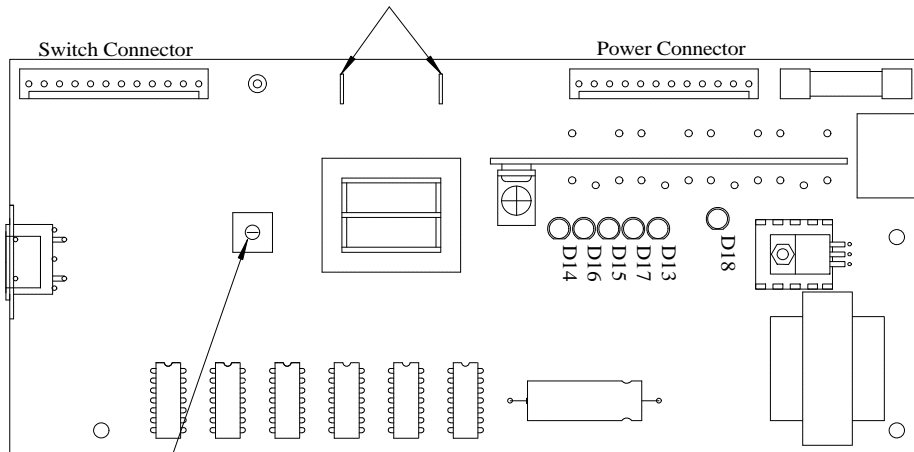 Switch Connector
Power Connector
D14
D16
D15
D17
D13
D18